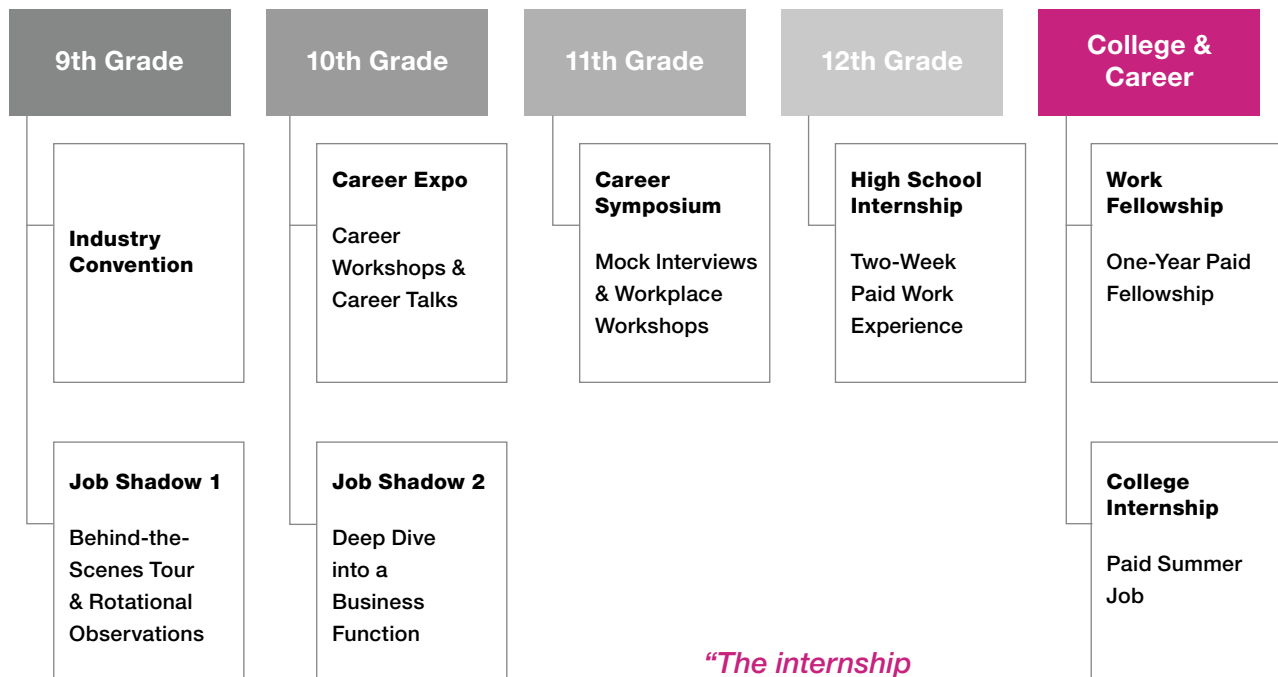 9th Grade
10th Grade
11th Grade
12th Grade
College &
Career
Industry
Convention
Career Expo
Career
Workshops &
Career Talks
Career
Symposium
Mock Interviews
& Workplace
Workshops
High School
Internship
Two-Week
Paid Work
Experience
Work
Fellowship
One-Year Paid
Fellowship
Job Shadow 1
Behind-the-
Scenes Tour
& Rotational
Observations
Job Shadow 2
Deep Dive
into a
Business
Function
College
Internship
Paid Summer
Job
“The internship